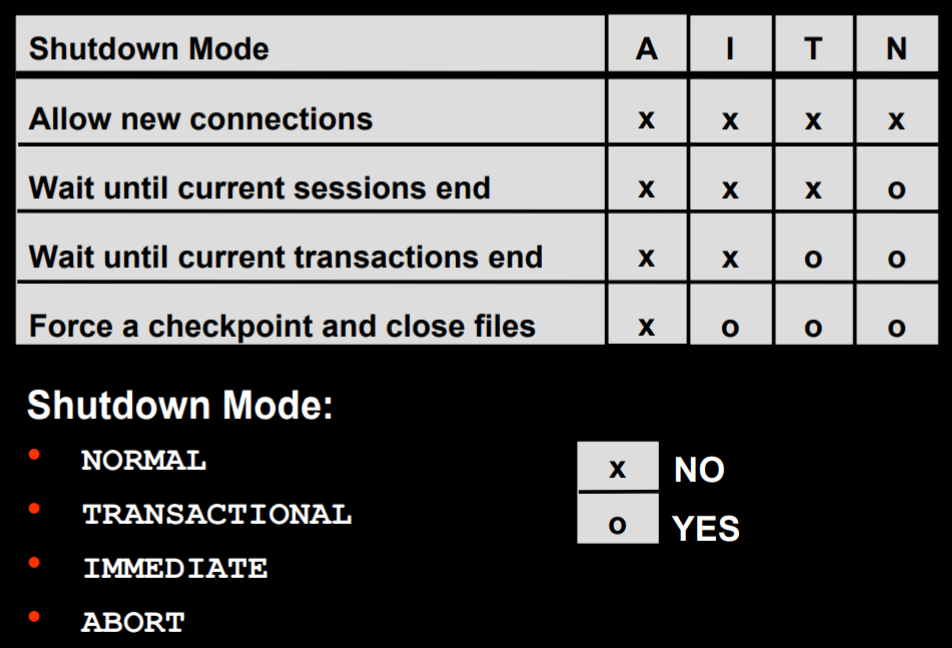 Shutdown Mode A I T N
Allow new connections x x x x
Wait until current sessions end x x x o
Wait until current transactions end x x o o
Force a checkpoint and close files x o o o
Shutdown Mode:
• NORMAL
• TRANSACTIONAL
• IMMEDIATE
• ABORT
x NO
o YES